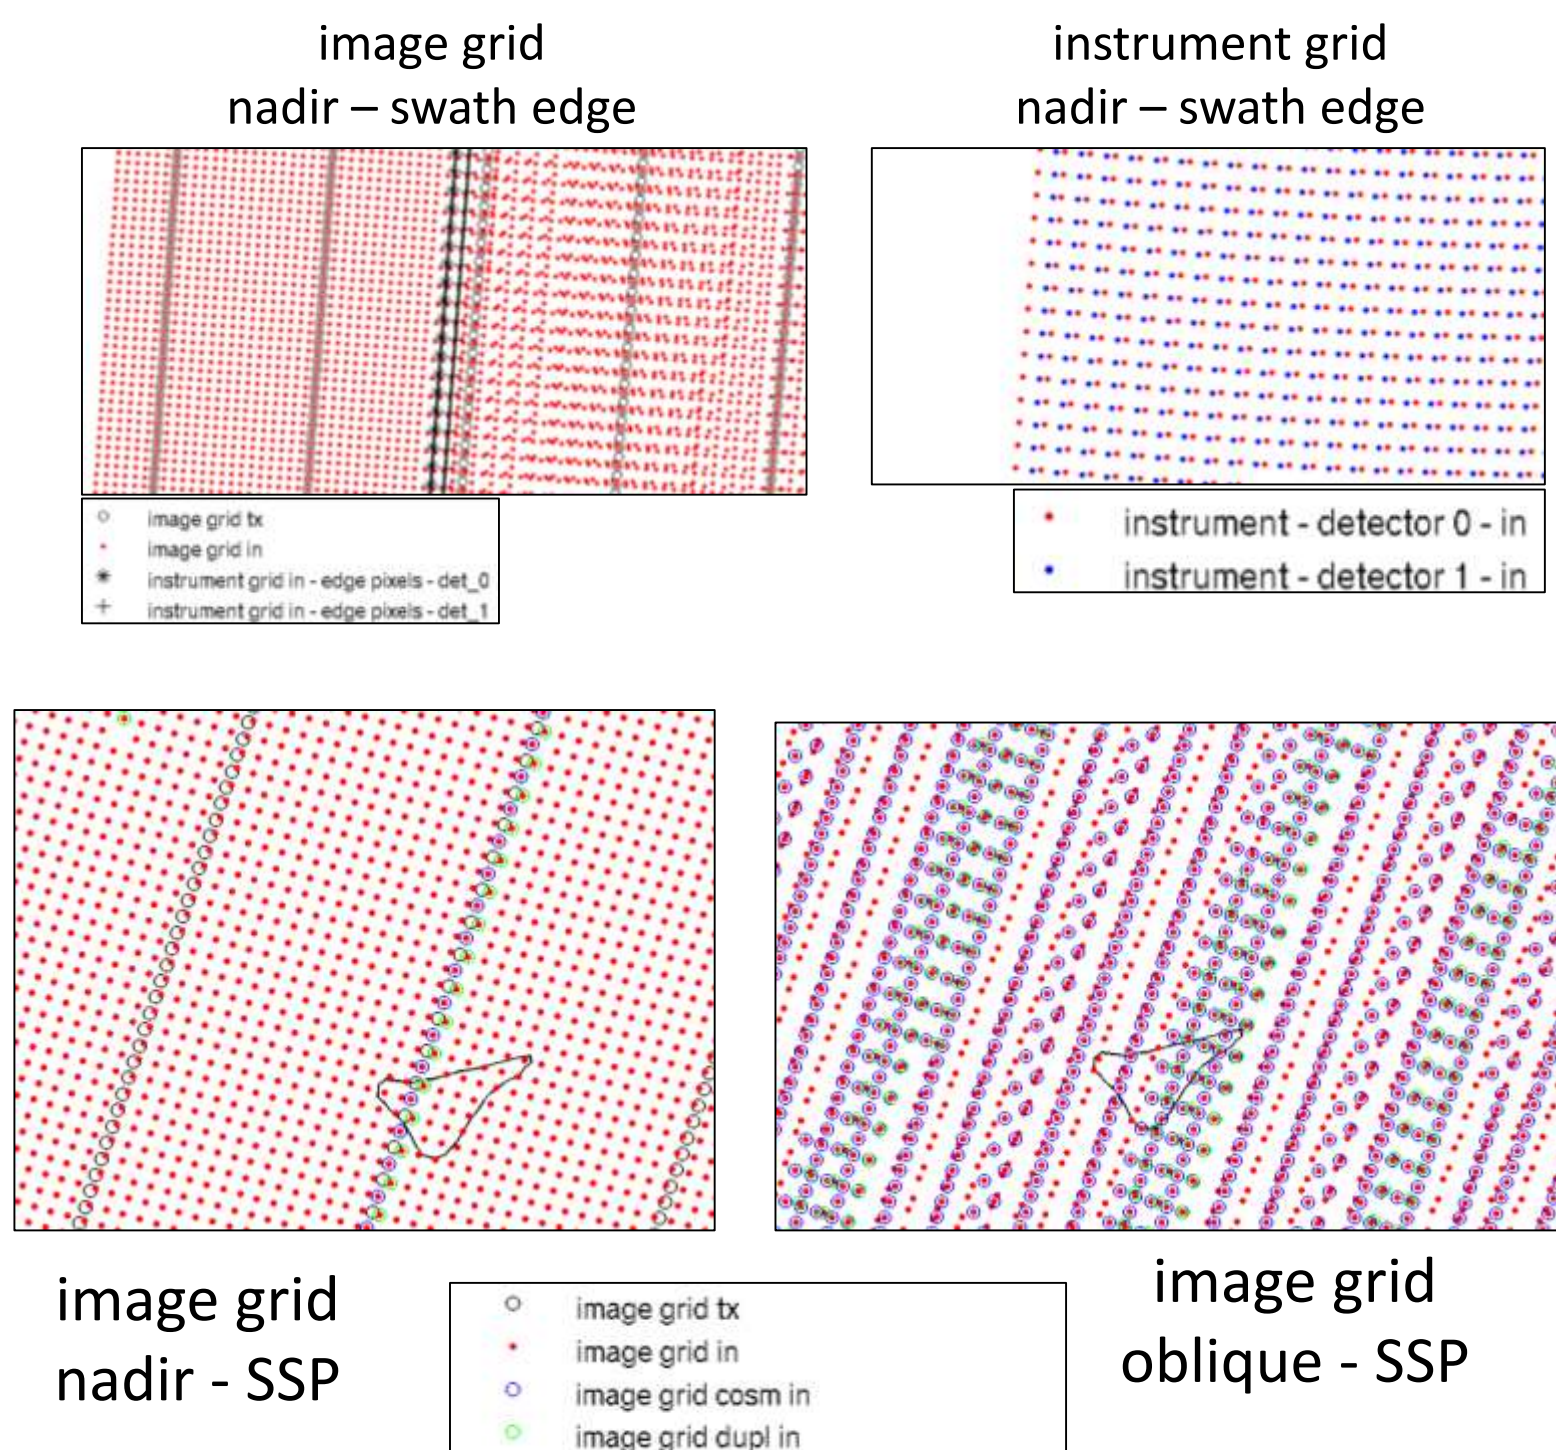 image grid
nadir – swath edge
instrument grid
nadir – swath edge
image grid tx
image grid in
instrument grid in - edge pixels - det_0
instrument grid in - edge pixels - det_1
instrument - detector 0 - in
instrument - detector 1 - in
image grid
nadir - SSP
image grid tx
image grid in
image grid cosm in
image grid dupl in
image grid
oblique - SSP